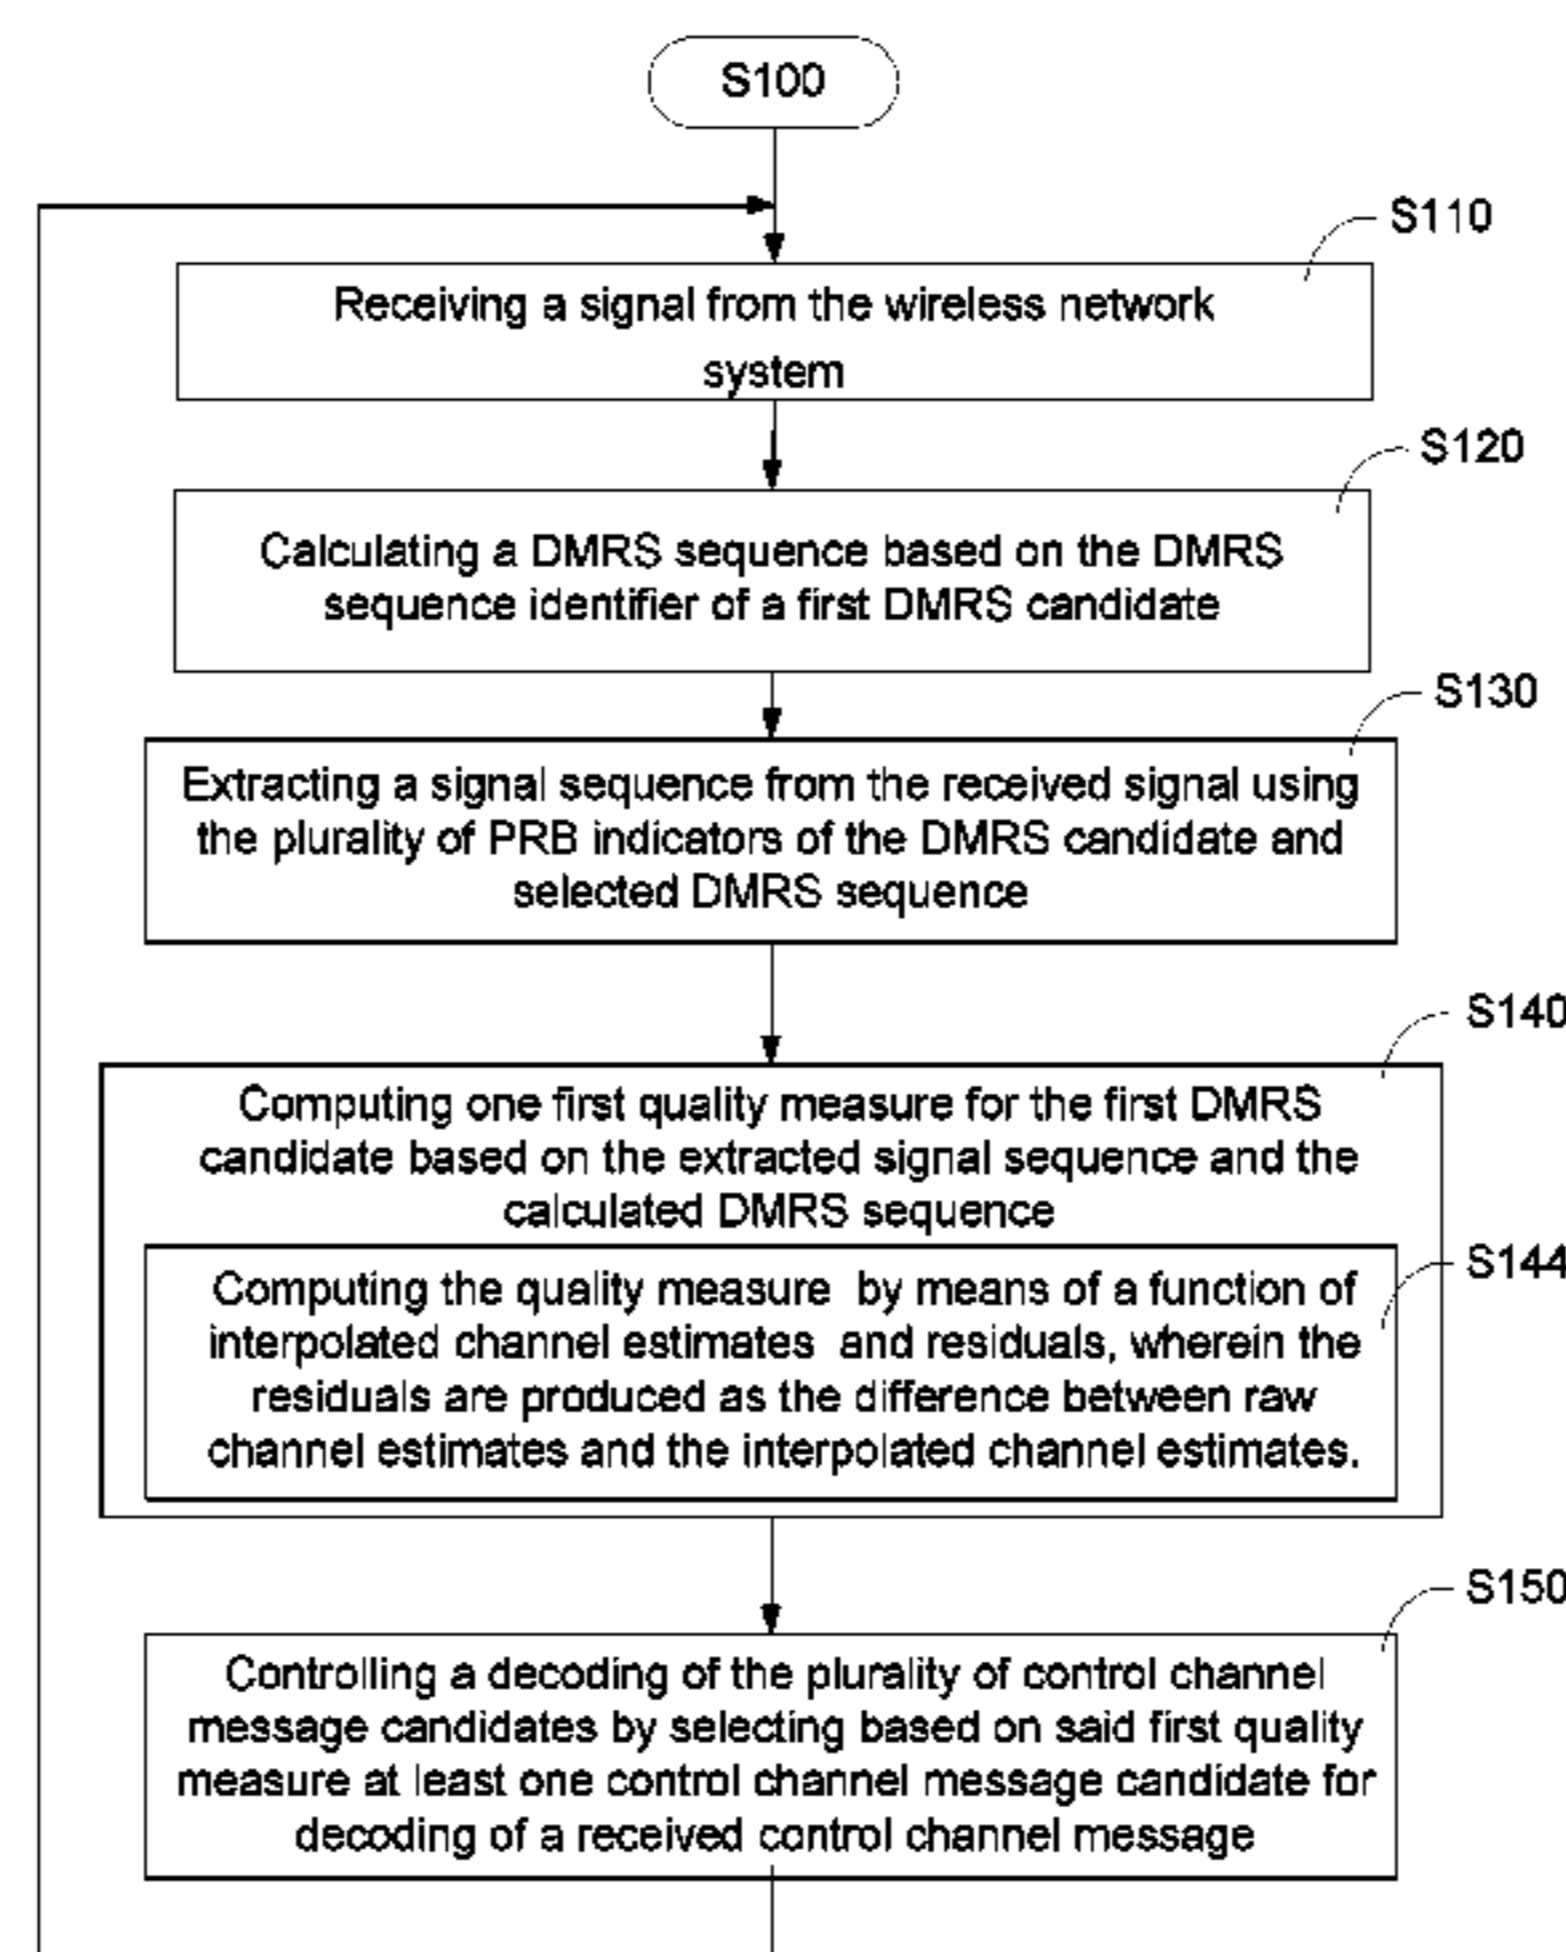 S100
S110
Receiving a signal from the wireless network
system
S120
Calculating a DMRS sequence based on the DMRS
sequence identifier of a first DMRS candidate
S130
Extracting a signal sequence from the received signal using
the plurality of PRB indicators of the DMRS candidate and
selected DMRS sequence
S140
Computing one first quality measure for the first DMRS
candidate based on the extracted signal sequence and the
calculated DMRS sequence
S144
Computing the quality measure by means of a function of
interpolated channel estimates and residuals, wherein the
residuals are produced as the difference between raw
channel estimates and the interpolated channel estimates.
S150
Controlling a decoding of the plurality of control channel
message candidates by selecting based on said first quality
measure at least one control channel message candidate for
decoding of a received control channel message